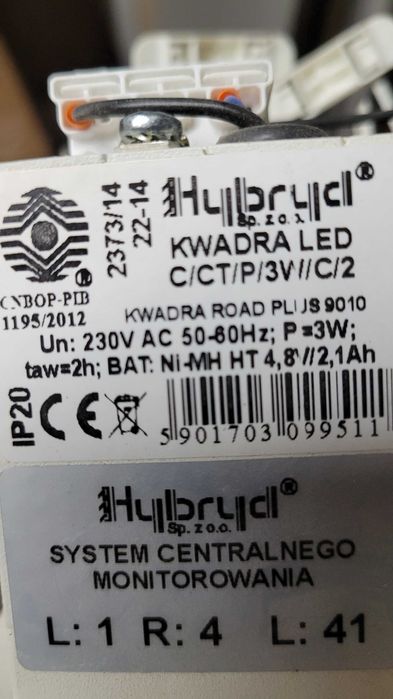 CNBOP-PIB
1195/2012
2373/14
22-14
Hybryd®
Sp. z o. o.
KWADRA LED
C/CT/P/3W//C/2
KWADRA ROAD PLUS 9010
Un: 230V AC 50-60Hz; P=3W;
taw=2h; BAT: Ni-MH HT 4,8V/2,1Ah
IP20
CE
5 901703 099511
Hybryd®
Sp. z o.o.
SYSTEM CENTRALNEGO
MONITOROWANIA
L: 1 R: 4 L: 41